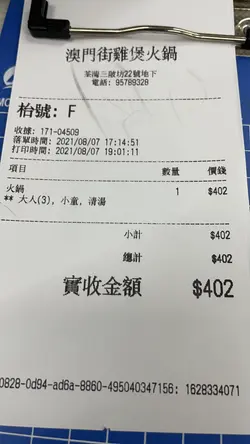 澳門街雞煲火鍋
荃灣三陂坊22號地下
電話: 95789328
枱號: F
收據: 171-04509
落單時間: 2021/08/07 17:14:51
打印時間: 2021/08/07 19:01:11
項目 數量 價錢
火鍋 1 $402
** 大人(3), 小童, 清湯
小計 $402
總計 $402
實收金額 $402
0828-0d94-ad6a-8860-495040347156: 1628334071